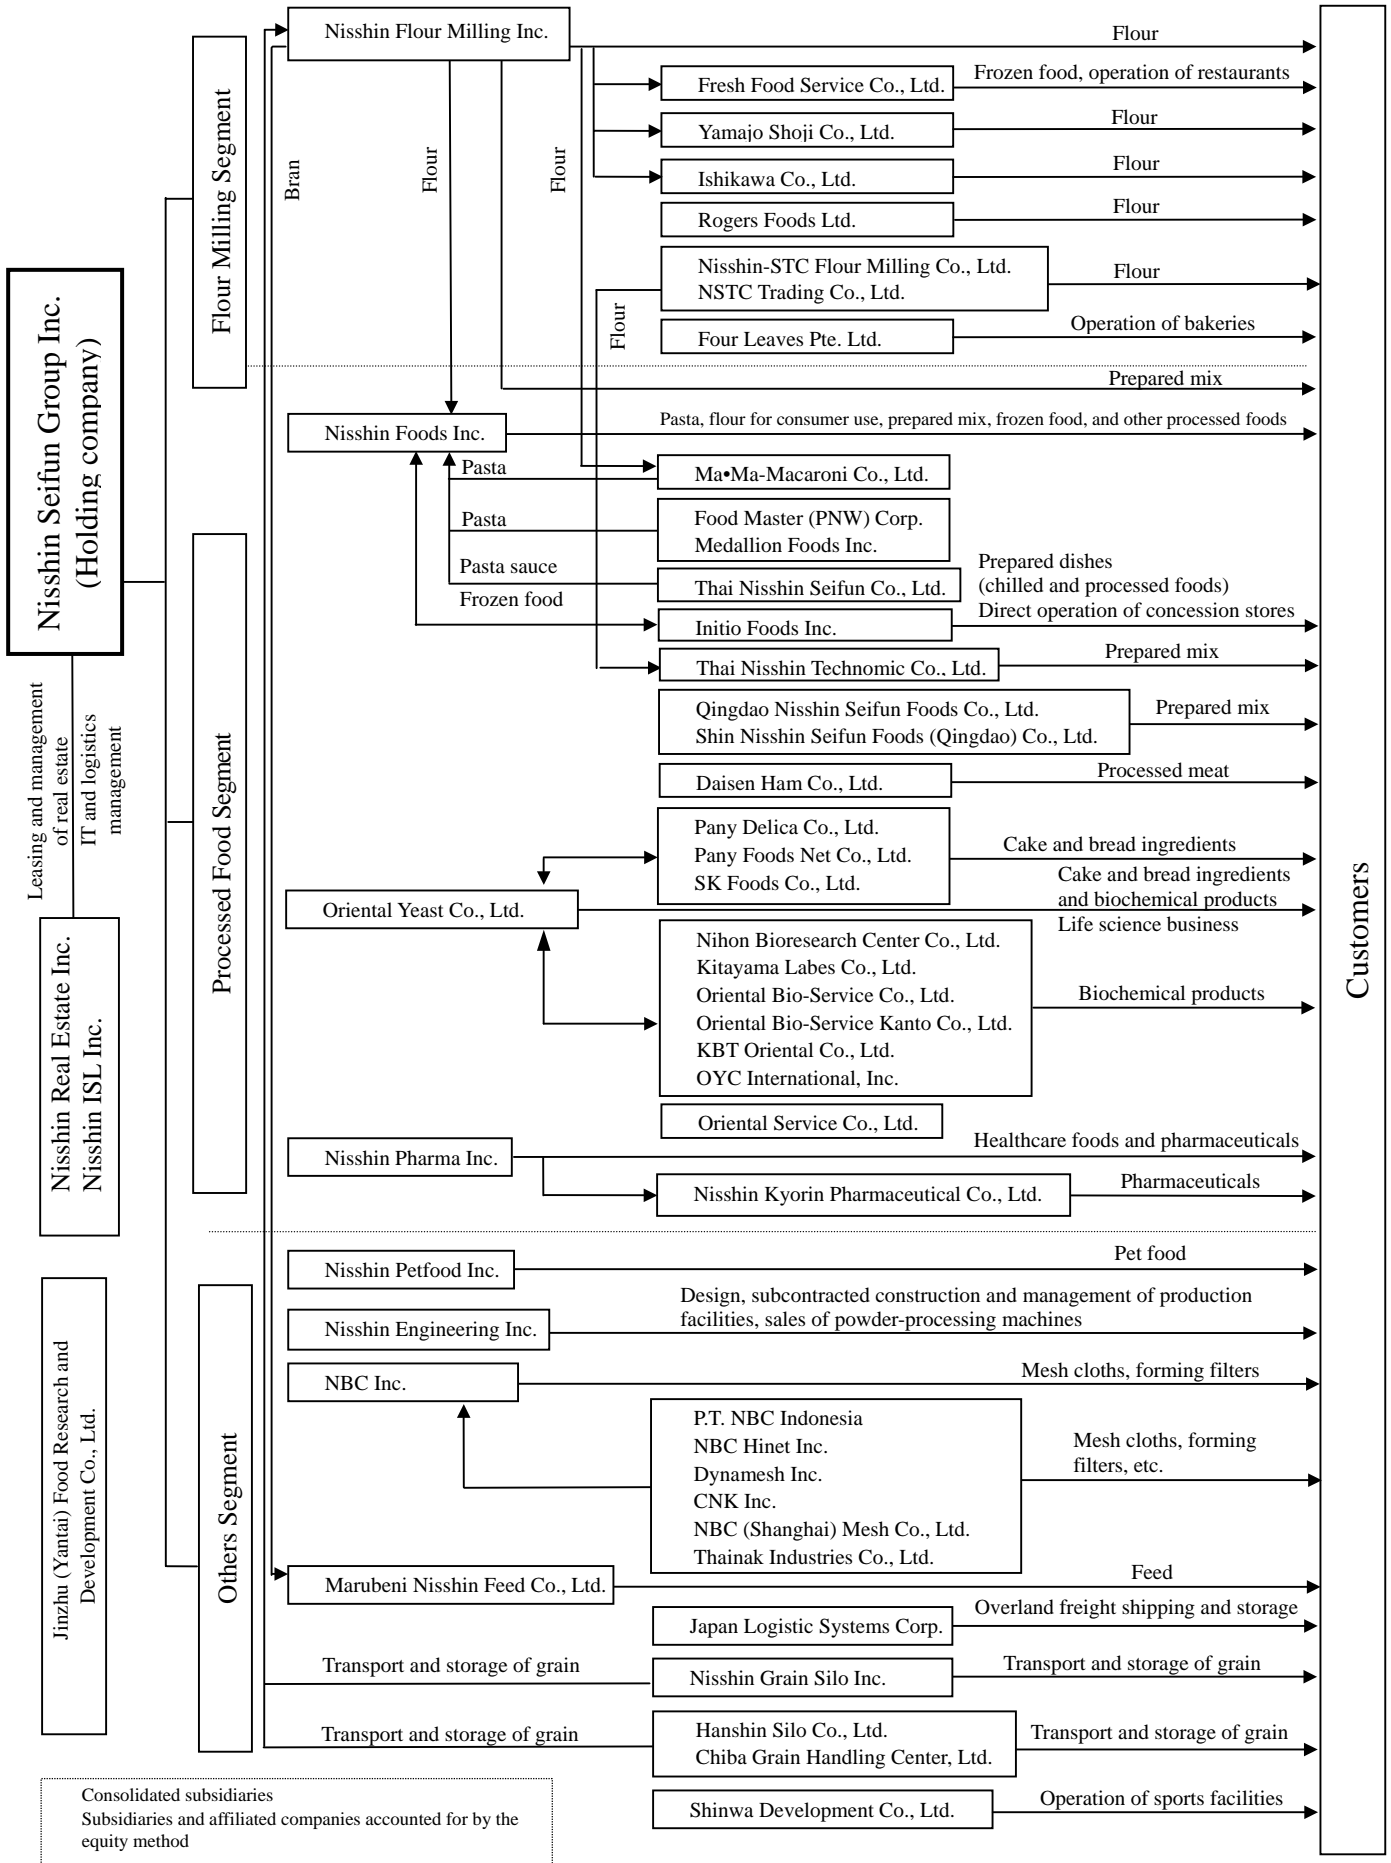 Nisshin Seifun Group Inc.
(Holding company)
Leasing and management
of real estate
IT and logistics
management
Nisshin Real Estate Inc.
Nisshin ISL Inc.
Jinzhu (Yantai) Food Research and
Development Co., Ltd.
Flour Milling Segment
Nisshin Flour Milling Inc.
Flour
Bran
Flour
Flour
Fresh Food Service Co., Ltd.
Frozen food, operation of restaurants
Yamajo Shoji Co., Ltd.
Flour
Ishikawa Co., Ltd.
Flour
Rogers Foods Ltd.
Flour
Nisshin-STC Flour Milling Co., Ltd.
NSTC Trading Co., Ltd.
Flour
Flour
Four Leaves Pte. Ltd.
Operation of bakeries
Prepared mix
Processed Food Segment
Nisshin Foods Inc.
Pasta, flour for consumer use, prepared mix, frozen food, and other processed foods
Pasta
Ma•Ma-Macaroni Co., Ltd.
Pasta
Food Master (PNW) Corp.
Medallion Foods Inc.
Pasta sauce
Frozen food
Thai Nisshin Seifun Co., Ltd.
Prepared dishes
(chilled and processed foods)
Direct operation of concession stores
Initio Foods Inc.
Thai Nisshin Technomic Co., Ltd.
Prepared mix
Qingdao Nisshin Seifun Foods Co., Ltd.
Shin Nisshin Seifun Foods (Qingdao) Co., Ltd.
Prepared mix
Daisen Ham Co., Ltd.
Processed meat
Pany Delica Co., Ltd.
Pany Foods Net Co., Ltd.
SK Foods Co., Ltd.
Cake and bread ingredients
Oriental Yeast Co., Ltd.
Cake and bread ingredients
and biochemical products
Life science business
Nihon Bioresearch Center Co., Ltd.
Kitayama Labes Co., Ltd.
Oriental Bio-Service Co., Ltd.
Oriental Bio-Service Kanto Co., Ltd.
KBT Oriental Co., Ltd.
OYC International, Inc.
Biochemical products
Oriental Service Co., Ltd.
Nisshin Pharma Inc.
Healthcare foods and pharmaceuticals
Nisshin Kyorin Pharmaceutical Co., Ltd.
Pharmaceuticals
Others Segment
Nisshin Petfood Inc.
Pet food
Nisshin Engineering Inc.
Design, subcontracted construction and management of production
facilities, sales of powder-processing machines
NBC Inc.
Mesh cloths, forming filters
P.T. NBC Indonesia
NBC Hinet Inc.
Dynamesh Inc.
CNK Inc.
NBC (Shanghai) Mesh Co., Ltd.
Thainak Industries Co., Ltd.
Mesh cloths, forming
filters, etc.
Marubeni Nisshin Feed Co., Ltd.
Feed
Japan Logistic Systems Corp.
Overland freight shipping and storage
Transport and storage of grain
Nisshin Grain Silo Inc.
Transport and storage of grain
Transport and storage of grain
Hanshin Silo Co., Ltd.
Chiba Grain Handling Center, Ltd.
Transport and storage of grain
Shinwa Development Co., Ltd.
Operation of sports facilities
Customers
Consolidated subsidiaries
Subsidiaries and affiliated companies accounted for by the
equity method